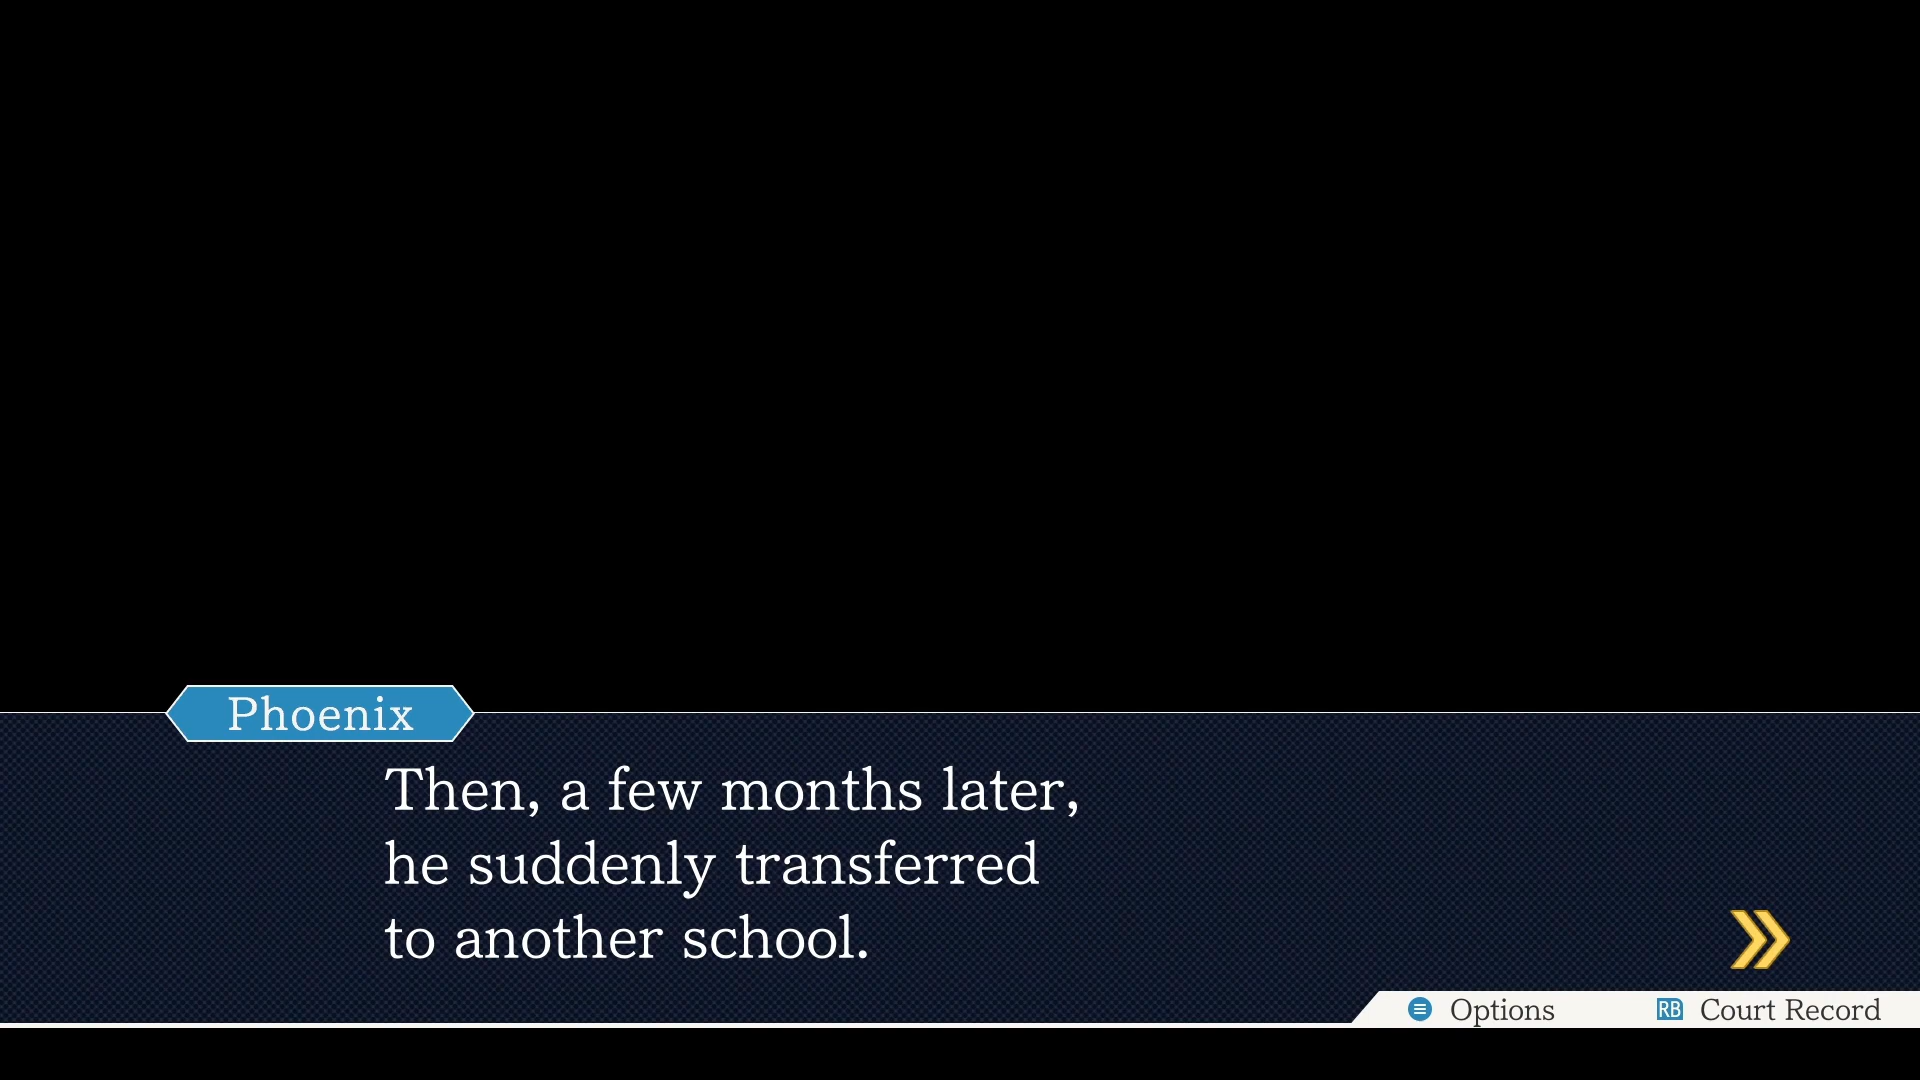 Phoenix
Then, a few months later,
he suddenly transferred
to another school.
Options
RB Court Record